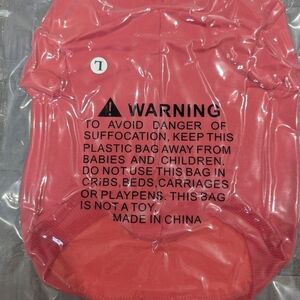 L
⚠ WARNING
TO AVOID DANGER OF
SUFFOCATION, KEEP THIS
PLASTIC BAG AWAY FROM
BABIES AND CHILDREN.
DO NOT USE THIS BAG IN
CRIBS, BEDS, CARRIAGES
OR PLAYPENS. THIS BAG
IS NOT A TOY.
MADE IN CHINA